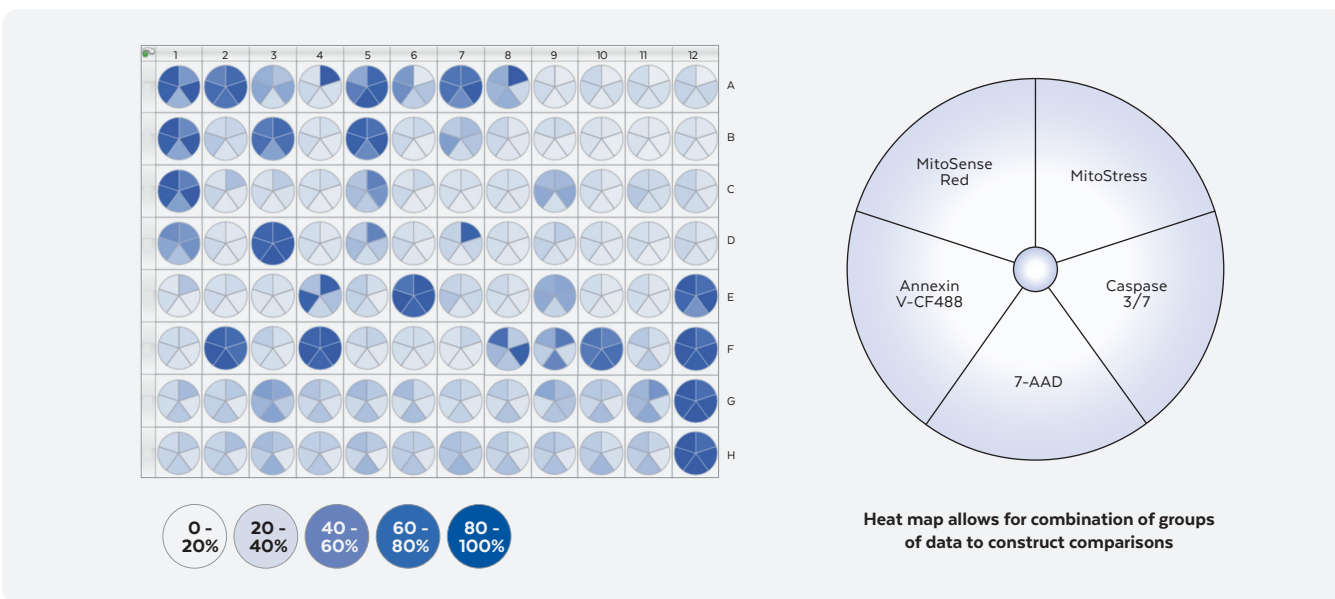 1 2 3 4 5 6 7 8 9 10 11 12
A
B
C
D
E
F
G
H
0 -
20%
20 -
40%
40 -
60%
60 -
80%
80 -
100%
MitoSense
Red
MitoStress
Annexin
V-CF488
Caspase
3/7
7-AAD
Heat map allows for combination of groups
of data to construct comparisons